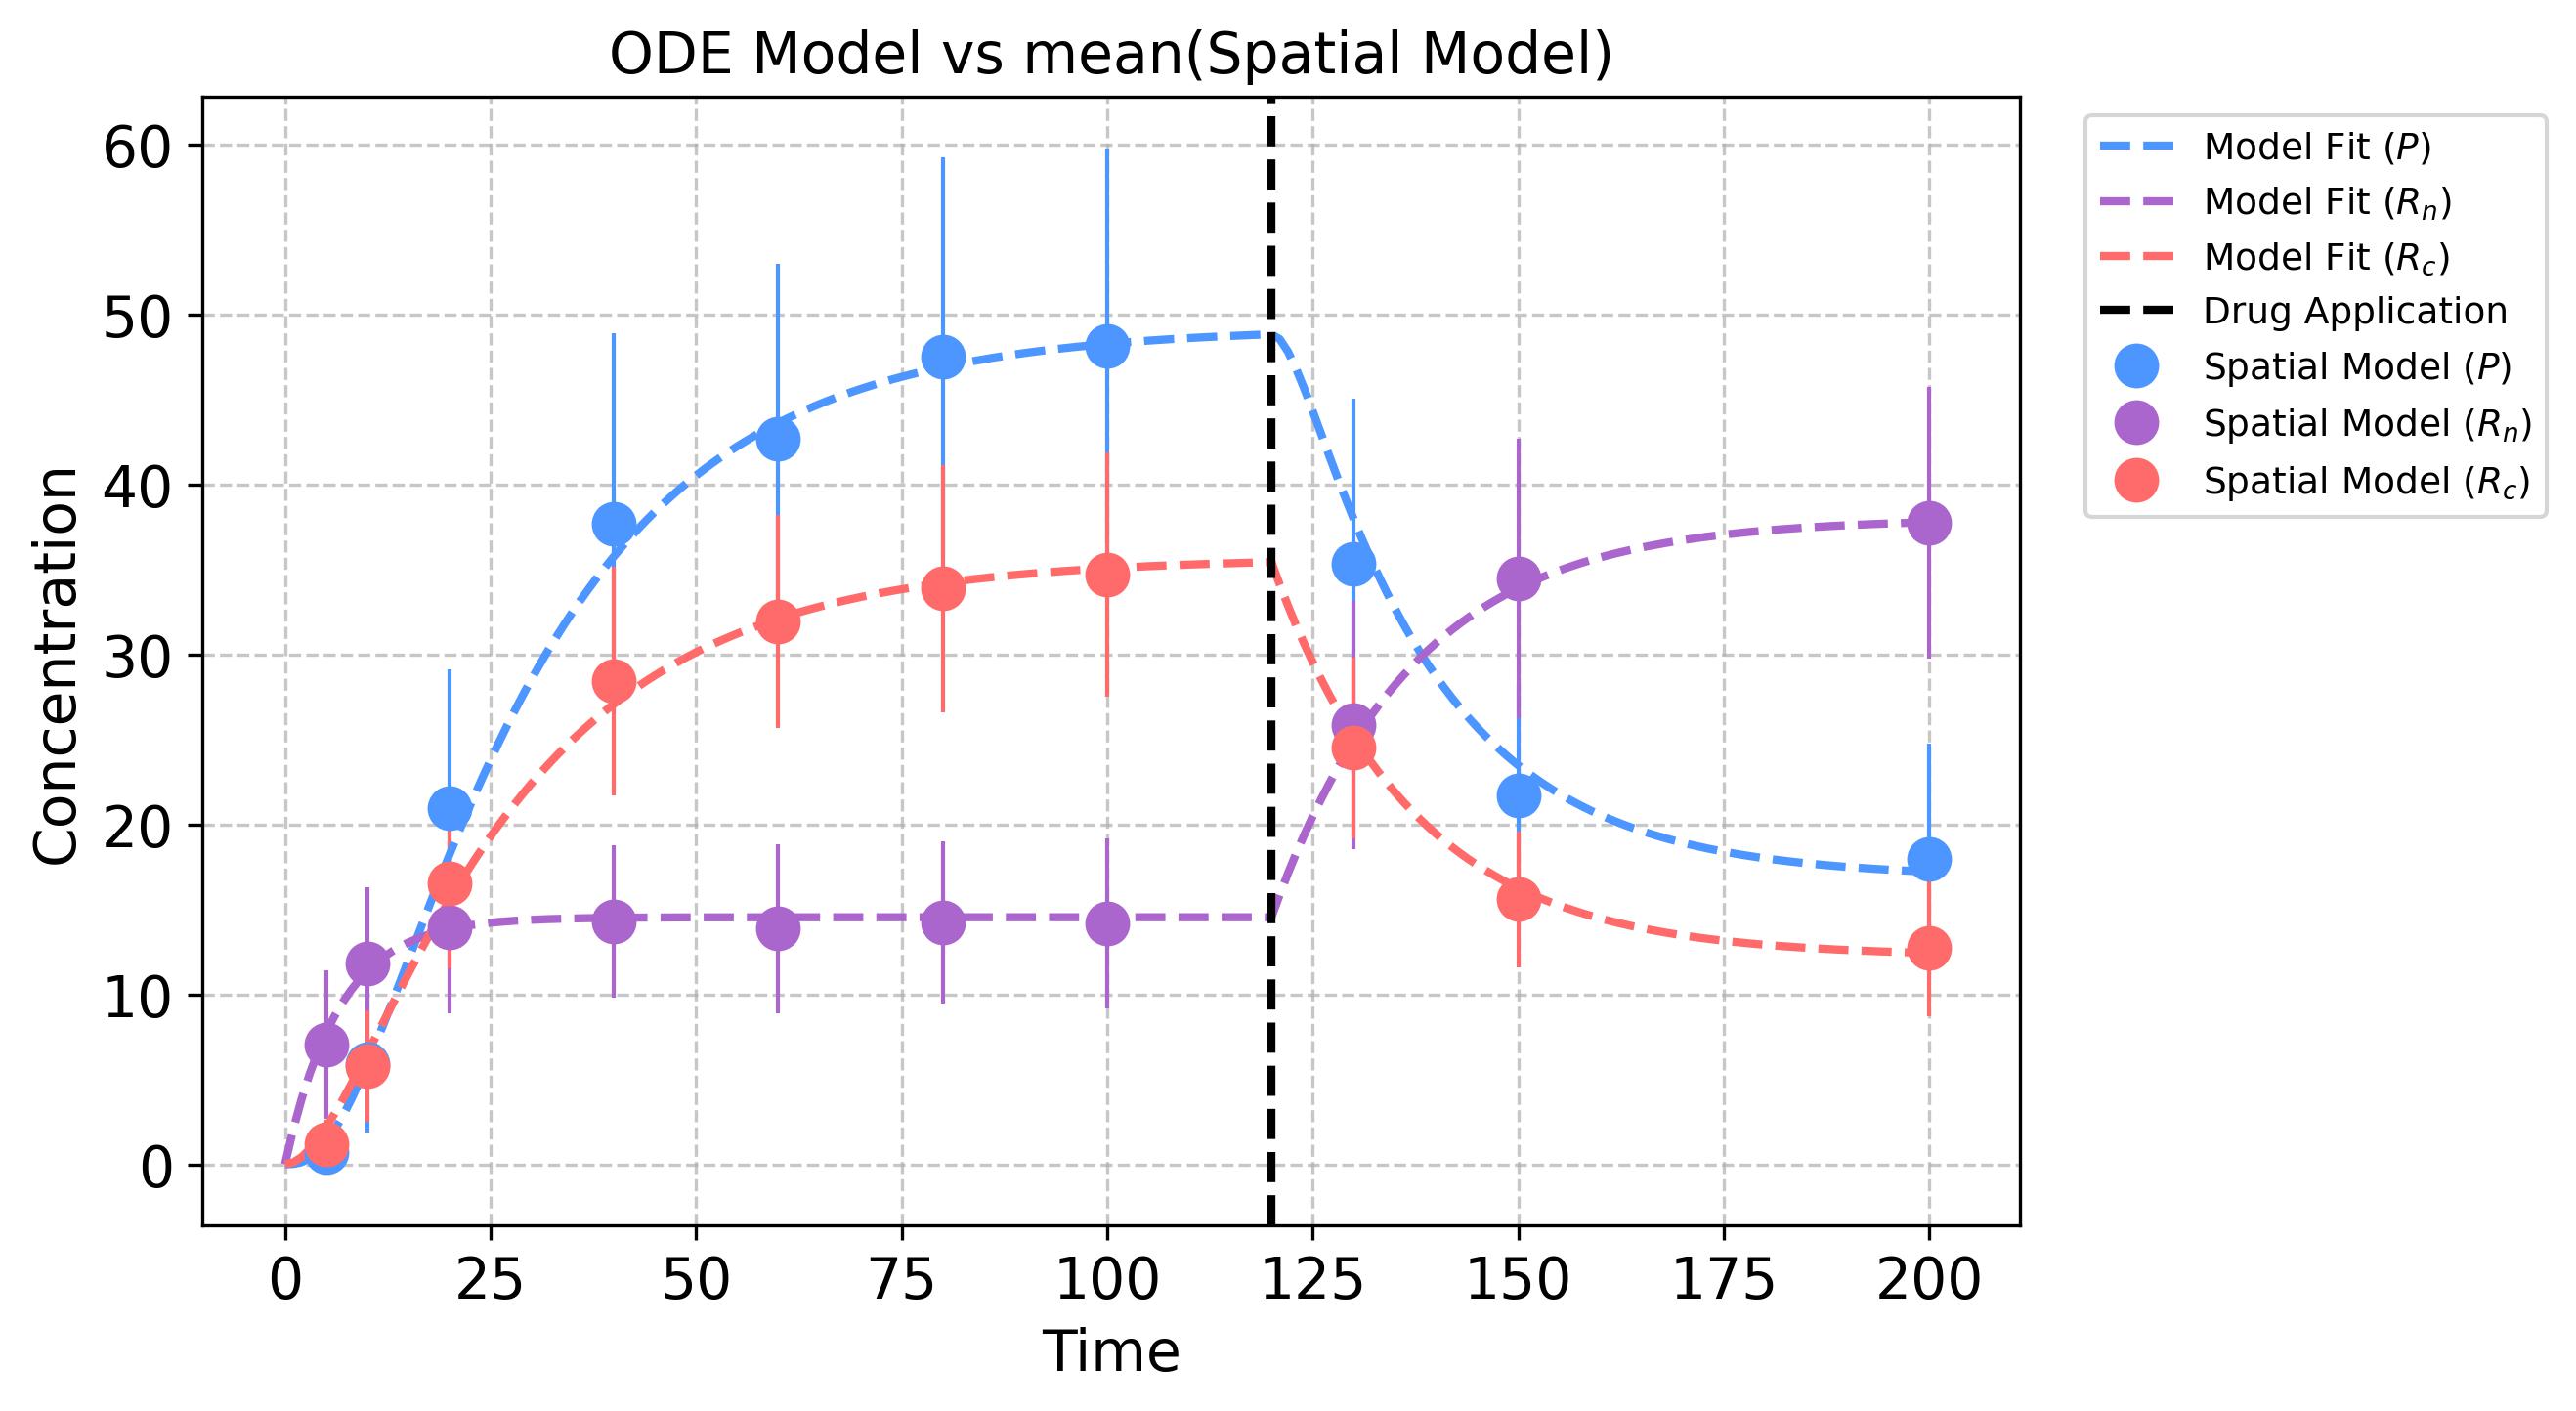 ODE Model vs mean(Spatial Model)
Concentration
60
50
40
30
20
10
0
0 25 50 75 100 125 150 175 200
Time
Model Fit (P)
Model Fit (Rₙ)
Model Fit (R꜀)
Drug Application
Spatial Model (P)
Spatial Model (Rₙ)
Spatial Model (R꜀)